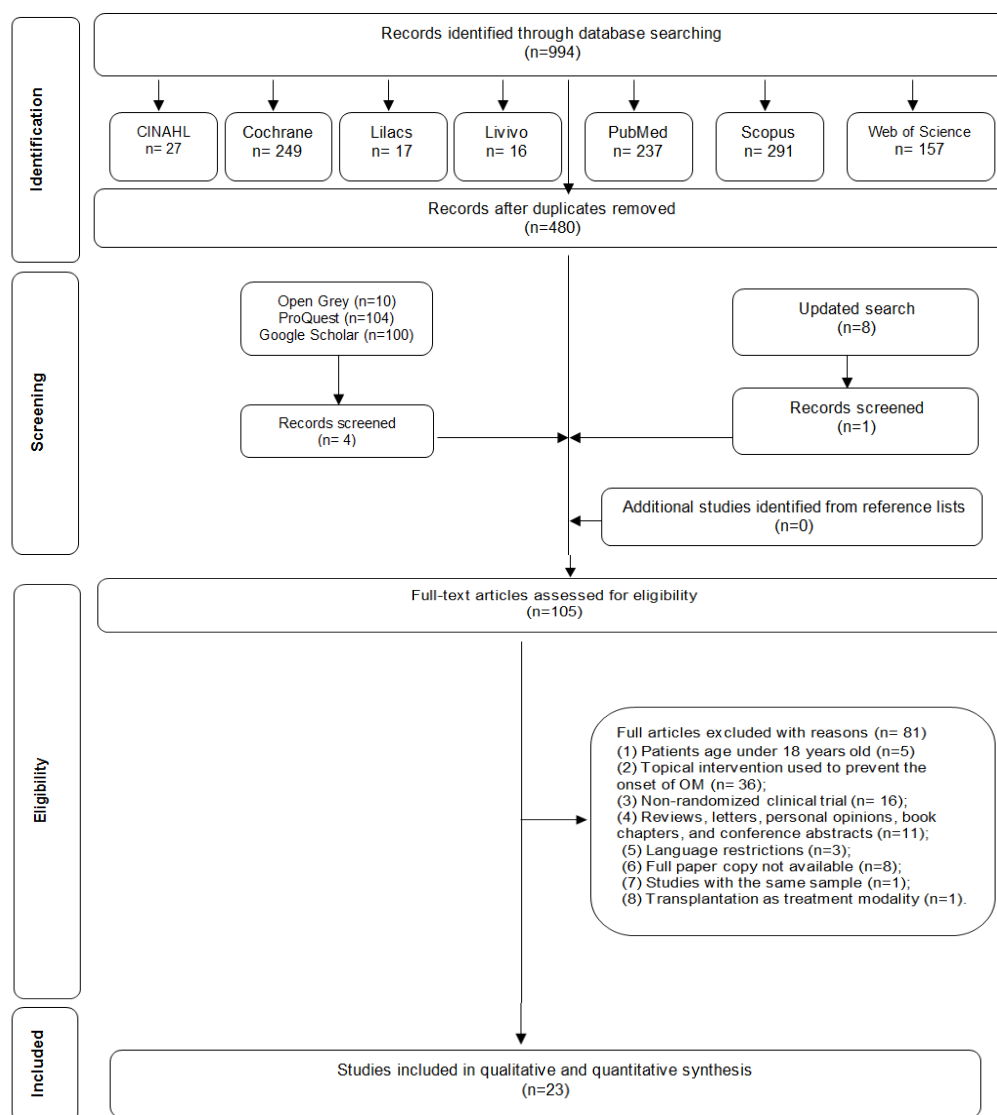 Identification
Records identified through database searching
(n=994)
CINAHL
n= 27
Cochrane
n= 249
Lilacs
n= 17
Livivo
n= 16
PubMed
n= 237
Scopus
n= 291
Web of Science
n= 157
Records after duplicates removed
(n=480)
Screening
Open Grey (n=10)
ProQuest (n=104)
Google Scholar (n=100)
Updated search
(n=8)
Records screened
(n= 4)
Records screened
(n=1)
Additional studies identified from reference lists
(n=0)
Eligibility
Full-text articles assessed for eligibility
(n=105)
Full articles excluded with reasons (n= 81)
(1) Patients age under 18 years old (n=5)
(2) Topical intervention used to prevent the
onset of OM (n= 36);
(3) Non-randomized clinical trial (n= 16);
(4) Reviews, letters, personal opinions, book
chapters, and conference abstracts (n=11);
(5) Language restrictions (n=3);
(6) Full paper copy not available (n=8);
(7) Studies with the same sample (n=1);
(8) Transplantation as treatment modality (n=1).
Included
Studies included in qualitative and quantitative synthesis
(n=23)